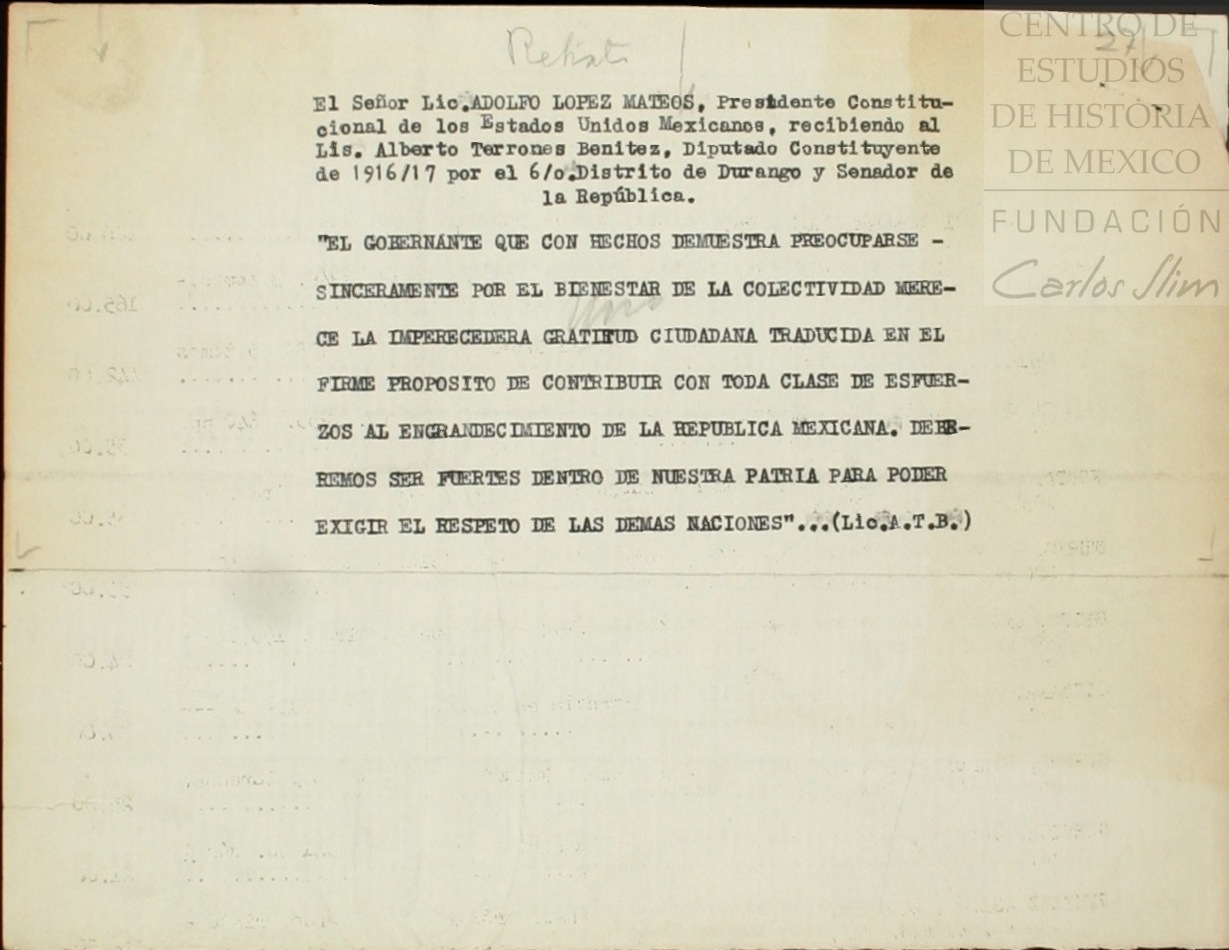 Retrato
27
CENTRO DE
ESTUDIOS
DE HISTORIA
DE MEXICO
FUNDACIÓN
Carlos Slim
El Señor Lic.ADOLFO LOPEZ MATEOS, Presidente Constitu-
cional de los Estados Unidos Mexicanos, recibiendo al
Lis. Alberto Terrones Benitez, Diputado Constituyente
de 1916/17 por el 6/o.Distrito de Durango y Senador de
la República.
"EL GOBERNANTE QUE CON HECHOS DEMUESTRA PREOCUPARSE -
SINCERAMENTE POR EL BIENESTAR DE LA COLECTIVIDAD MERE-
CE LA IMPERECEDERA GRATITUD CIUDADANA TRADUCIDA EN EL
FIRME PROPOSITO DE CONTRIBUIR CON TODA CLASE DE ESFUER-
ZOS AL ENGRANDECIMIENTO DE LA REPUBLICA MEXICANA. DEBE-
REMOS SER FUERTES DENTRO DE NUESTRA PATRIA PARA PODER
EXIGIR EL RESPETO DE LAS DEMAS NACIONES"...(Lic.A.T.B.)